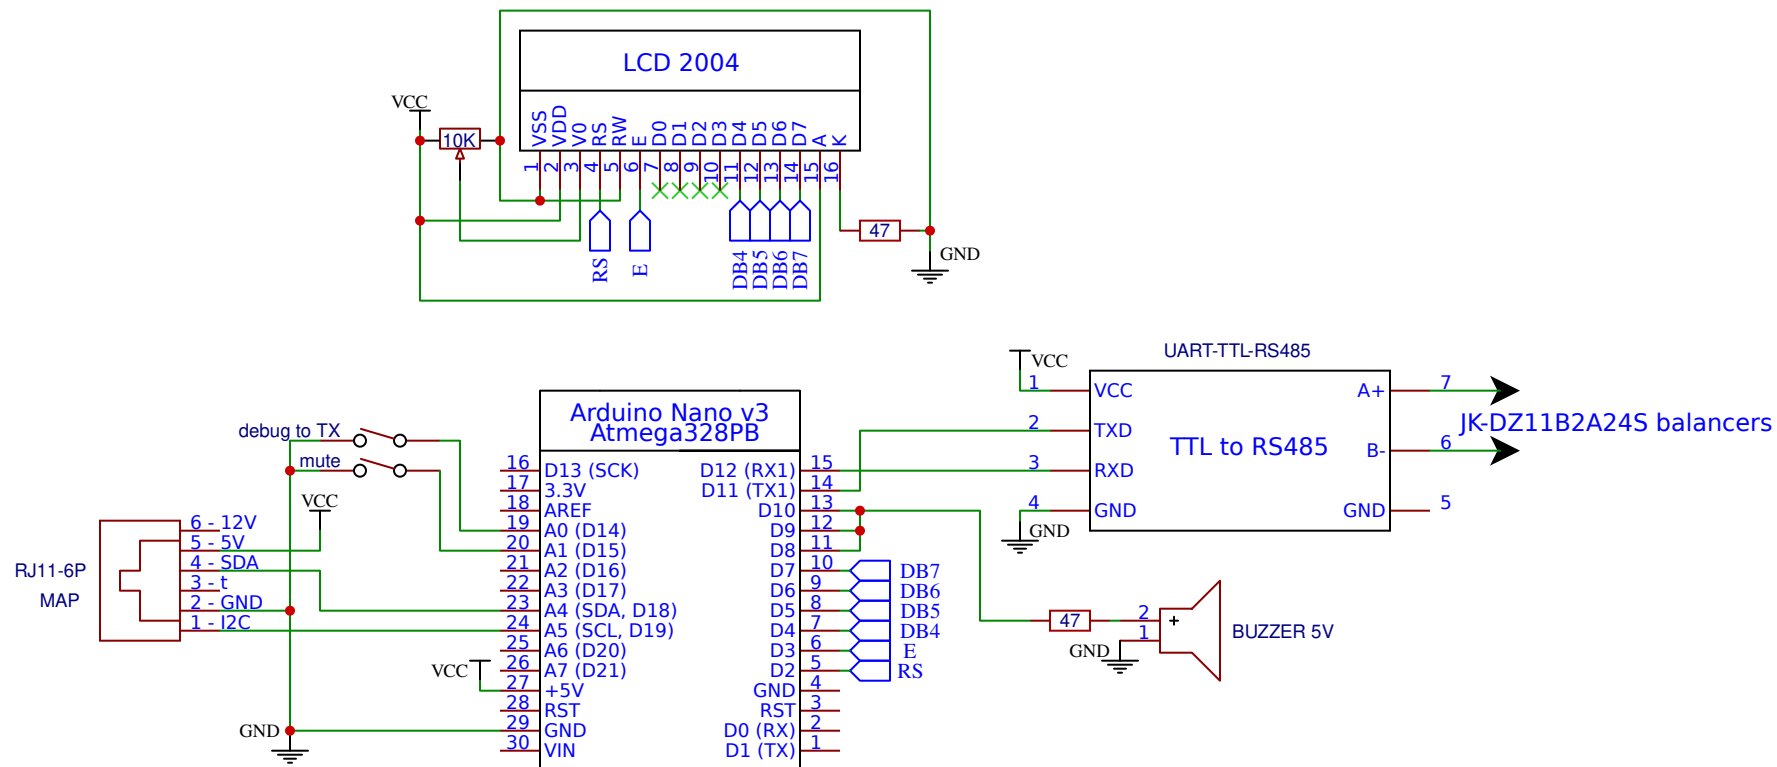 LCD 2004
VCC
10K
VSS
VDD
V0
RS
RW
E
D0
D1
D2
D3
D4
D5
D6
D7
A
K
1
2
3
4
5
6
7
8
9
10
11
12
13
14
15
16
RS
E
DB4
DB5
DB6
DB7
47
GND
UART-TTL-RS485
VCC
1 VCC
2 TXD
3 RXD
4 GND
GND
TTL to RS485
A+ 7
B- 6
GND 5
JK-DZ11B2A24S balancers
Arduino Nano v3
Atmega328PB
debug to TX
mute
VCC
16 D13 (SCK)
17 3.3V
18 AREF
19 A0 (D14)
20 A1 (D15)
21 A2 (D16)
22 A3 (D17)
23 A4 (SDA, D18)
24 A5 (SCL, D19)
25 A6 (D20)
26 A7 (D21)
27 +5V
28 RST
29 GND
30 VIN
D12 (RX1) 15
D11 (TX1) 14
D10 13
D9 12
D8 11
D7 10
D6 9
D5 8
D4 7
D3 6
D2 5
GND 4
RST 3
D0 (RX) 2
D1 (TX) 1
DB7
DB6
DB5
DB4
E
RS
RJ11-6P
MAP
6 - 12V
5 - 5V
4 - SDA
3 - t
2 - GND
1 - I2C
VCC
GND
47
2
1
+
GND
BUZZER 5V